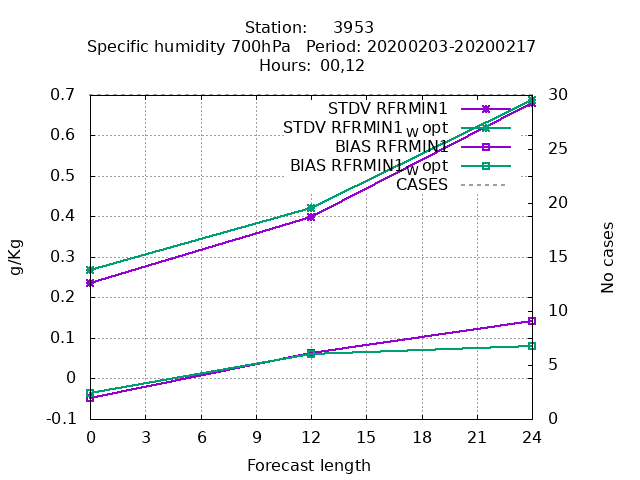 Station: 3953
Specific humidity 700hPa Period: 20200203-20200217
Hours: 00,12
STDV RFRMIN1
STDV RFRMIN1_W opt
BIAS RFRMIN1
BIAS RFRMIN1_W opt
CASES
0.7
0.6
0.5
0.4
0.3
0.2
0.1
0
-0.1
g/Kg
30
25
20
15
10
5
0
No cases
0 3 6 9 12 15 18 21 24
Forecast length